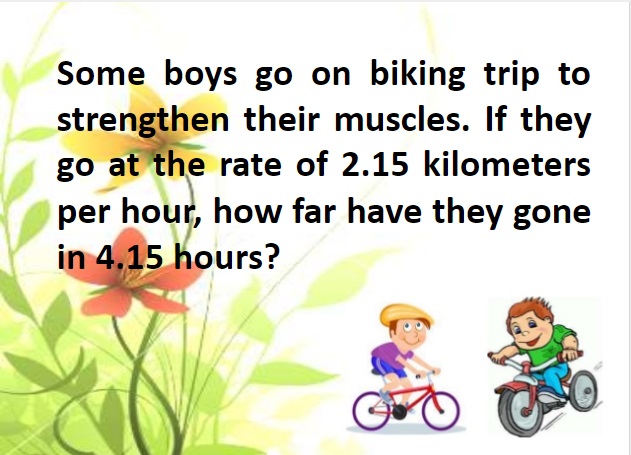 Some boys go on biking trip to
strengthen their muscles. If they
go at the rate of 2.15 kilometers
per hour, how far have they gone
in 4.15 hours?